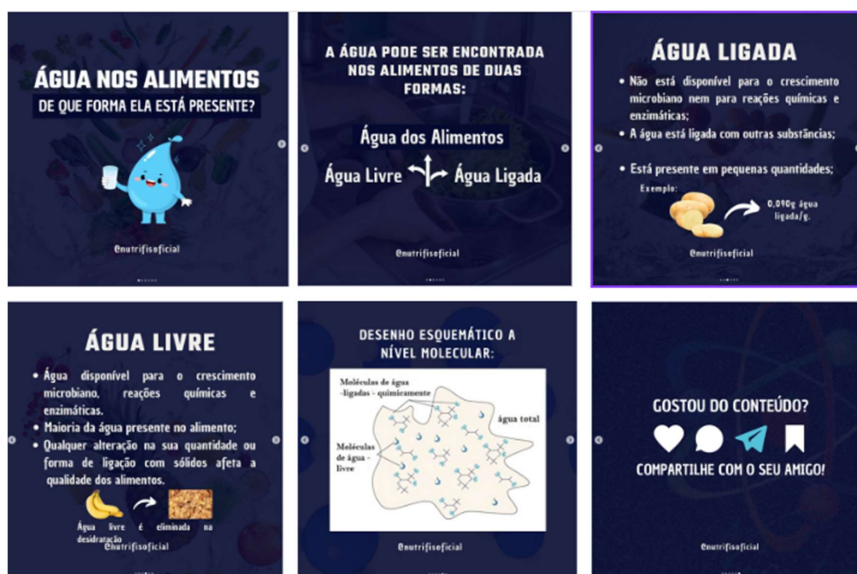 ÁGUA NOS ALIMENTOS
DE QUE FORMA ELA ESTÁ PRESENTE?
@nutrifisoficial
A ÁGUA PODE SER ENCONTRADA
NOS ALIMENTOS DE DUAS
FORMAS:
Água dos Alimentos
Água Livre
Água Ligada
@nutrifisoficial
ÁGUA LIGADA
• Não está disponível para o crescimento
microbiano nem para reações químicas e
enzimáticas;
• A água está ligada com outras substâncias;
• Está presente em pequenas quantidades;
Exemplo:
0,090g água
ligada/g.
@nutrifisoficial
ÁGUA LIVRE
• Água disponível para o crescimento
microbiano, reações químicas e
enzimáticas.
• Maioria da água presente no alimento;
• Qualquer alteração na sua quantidade ou
forma de ligação com sólidos afeta a
qualidade dos alimentos.
Água livre é eliminada na
desidratação
@nutrifisoficial
DESENHO ESQUEMÁTICO A
NÍVEL MOLECULAR:
Moléculas de água
-ligadas - quimicamente
água total
Moléculas
de água -
livre
@nutrifisoficial
GOSTOU DO CONTEÚDO?
COMPARTILHE COM O SEU AMIGO!
@nutrifisoficial